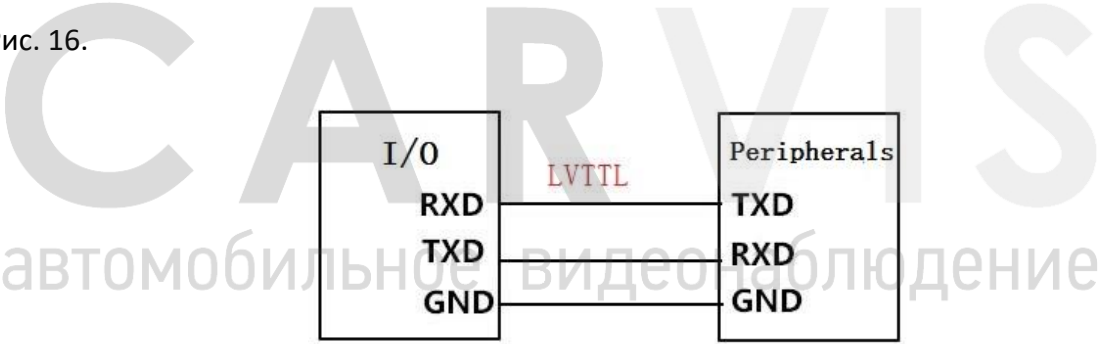 CARVIS
ис. 16.
I/O
Peripherals
LVTTL
RXD
TXD
TXD
RXD
GND
GND
автомобильное видеонаблюдение